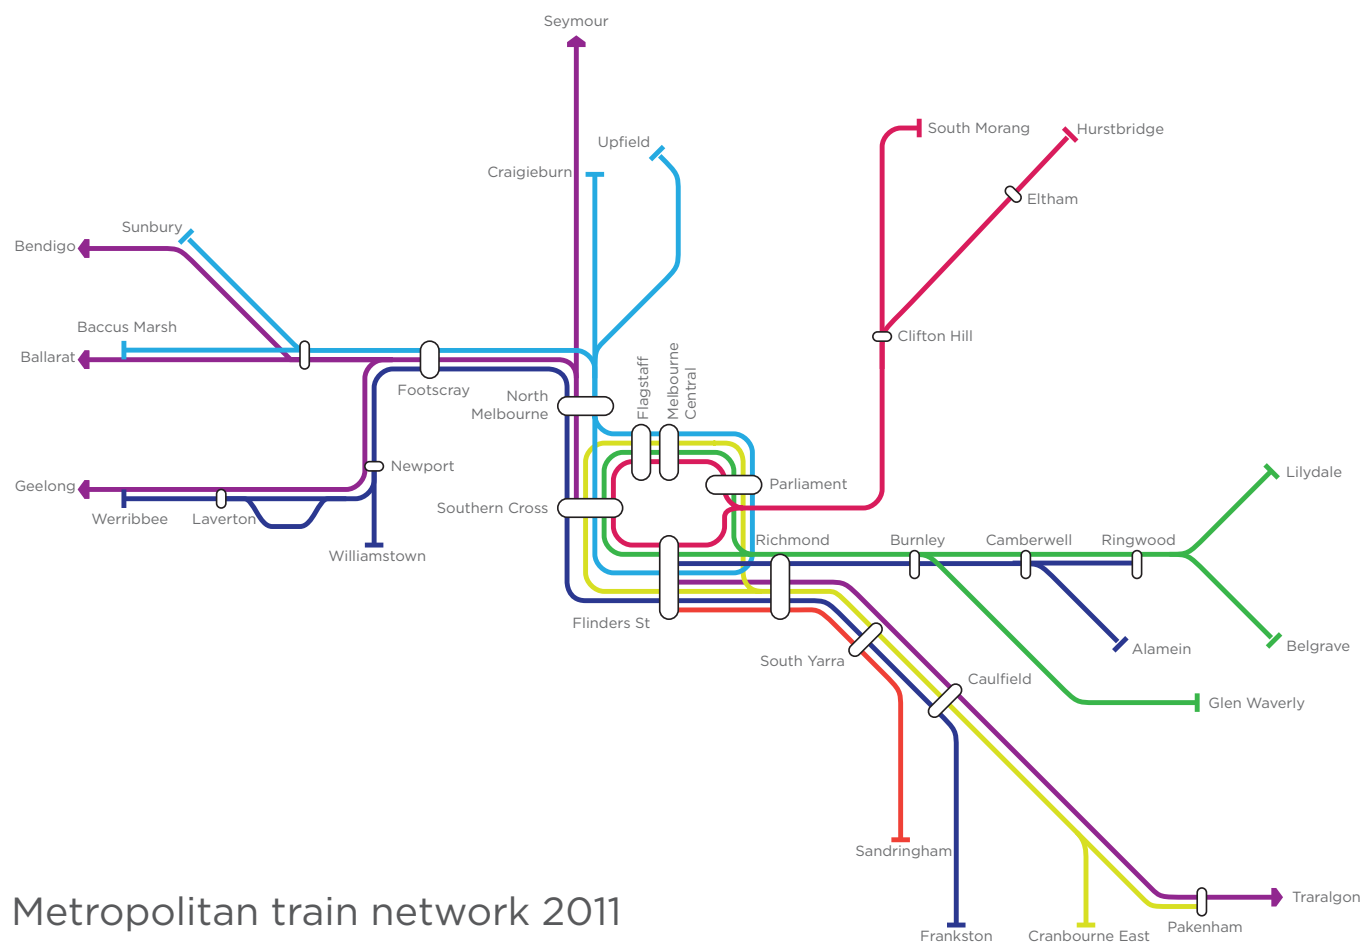 Seymour
South Morang
Hurstbridge
Upfield
Craigieburn
Eltham
Sunbury
Bendigo
Baccus Marsh
Clifton Hill
Ballarat
Footscray
Flagstaff
Melbourne
Central
North
Melbourne
Newport
Lilydale
Geelong
Parliament
Werribbee
Laverton
Southern Cross
Williamstown
Richmond
Burnley
Camberwell
Ringwood
Flinders St
Belgrave
Alamein
South Yarra
Caulfield
Glen Waverly
Sandringham
Traralgon
Metropolitan train network 2011
Frankston
Cranbourne East
Pakenham